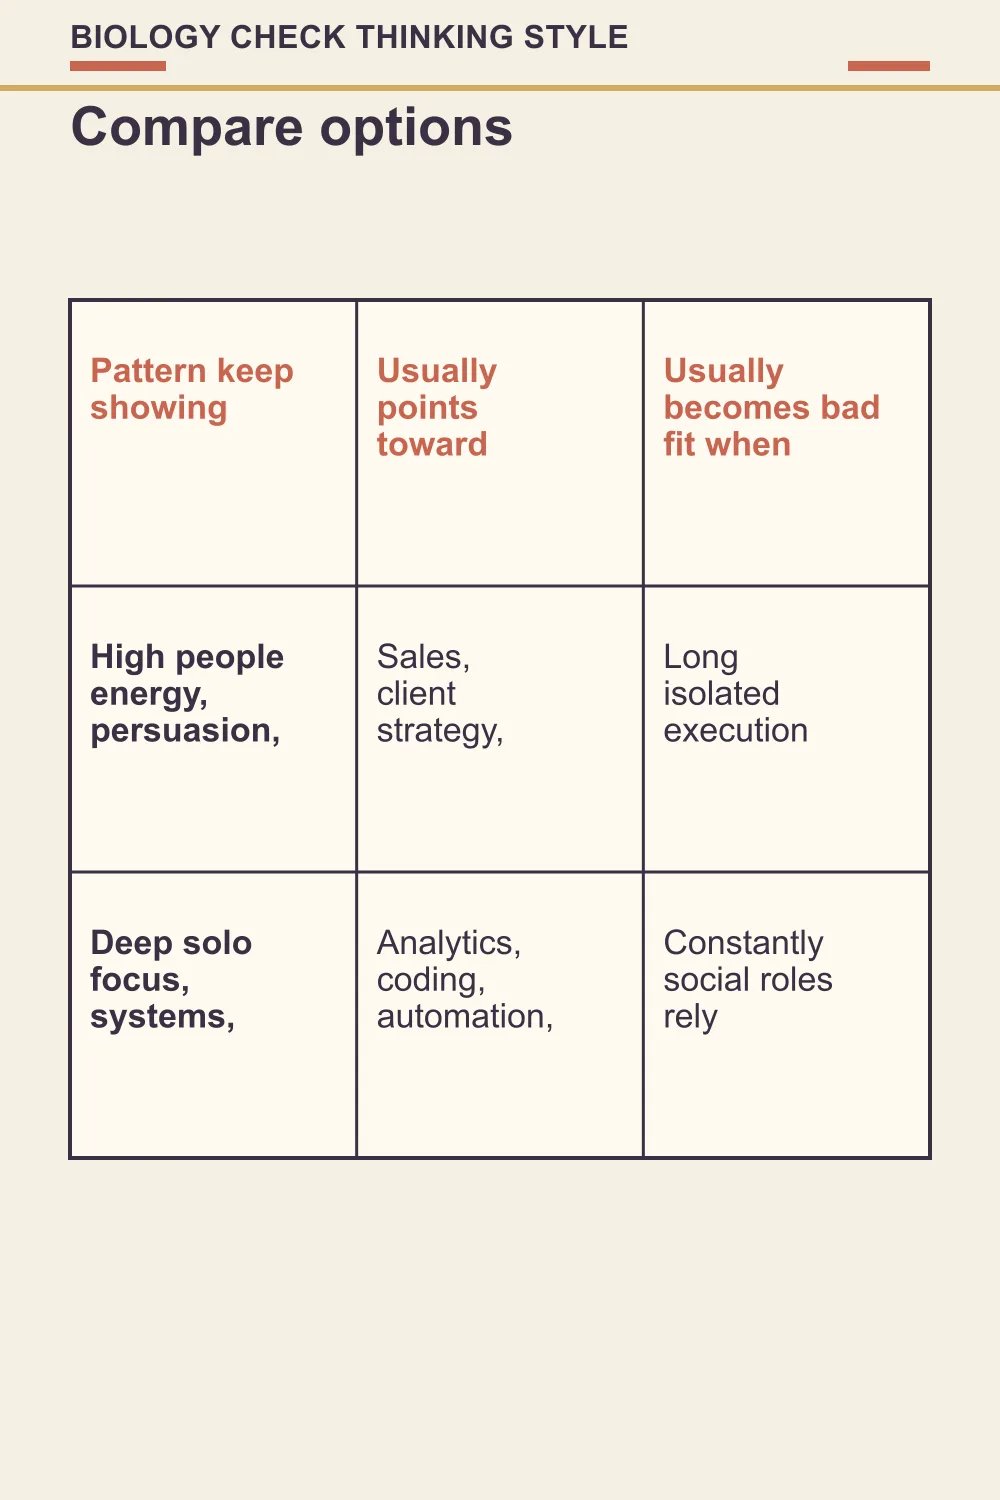 BIOLOGY CHECK THINKING STYLE
Compare options
Pattern keep
showing
Usually
points
toward
Usually
becomes bad
fit when
High people
energy,
persuasion,
Sales,
client
strategy,
Long
isolated
execution
Deep solo
focus,
systems,
Analytics,
coding,
automation,
Constantly
social roles
rely